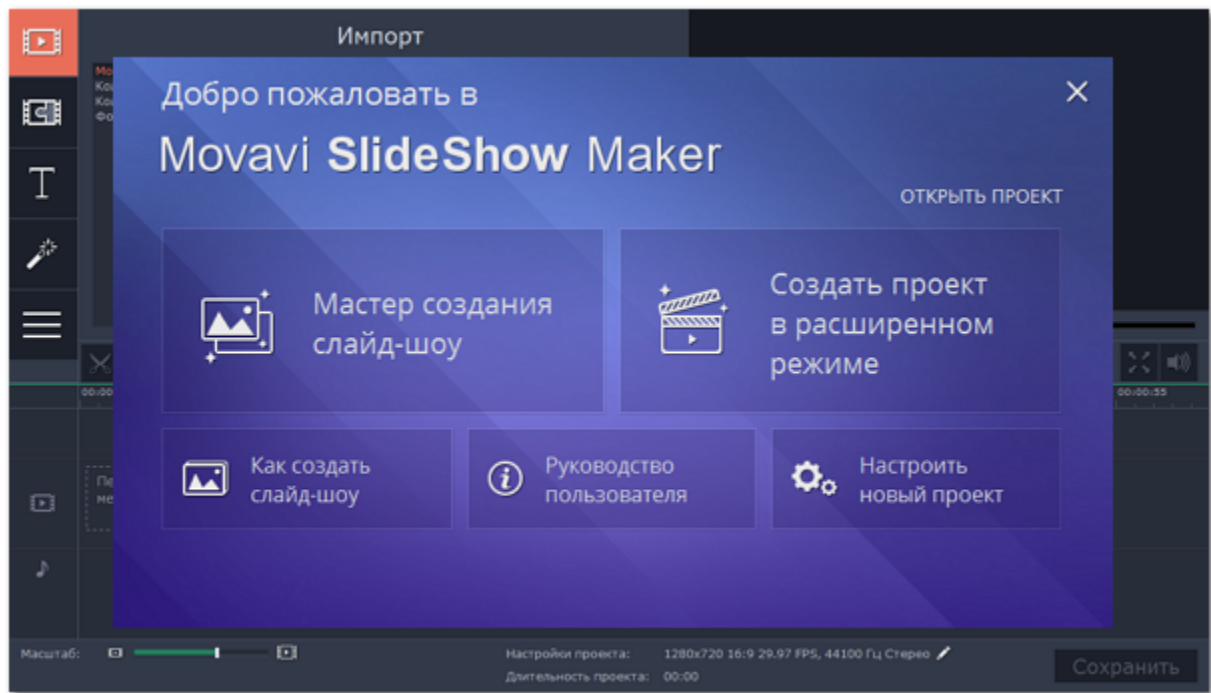 Импорт
Добро пожаловать в
Movavi SlideShow Maker
ОТКРЫТЬ ПРОЕКТ
Мастер создания
слайд-шоу
Создать проект
в расширенном
режиме
00:00:55
Как создать
слайд-шоу
Руководство
пользователя
Настроить
новый проект
Масштаб:
Настройки проекта: 1280x720 16:9 29.97 FPS, 44100 Гц Стерео
Длительность проекта: 00:00
Сохранить